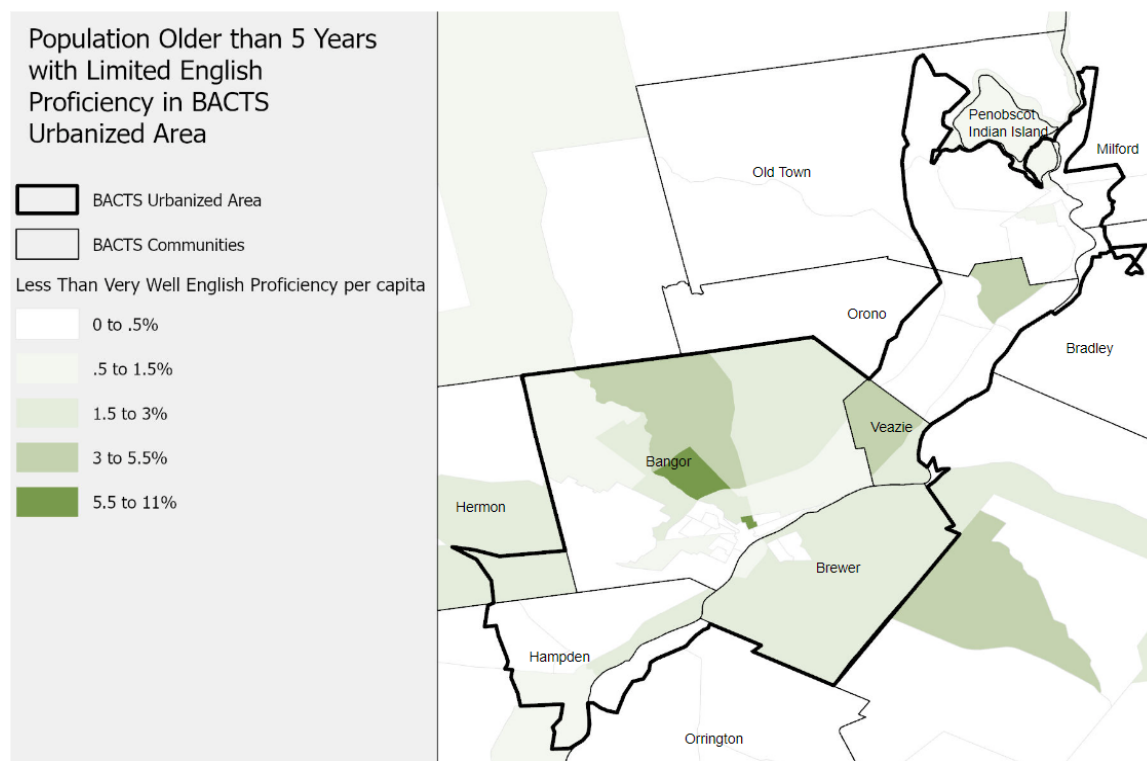 Population Older than 5 Years
with Limited English
Proficiency in BACTS
Urbanized Area
BACTS Urbanized Area
BACTS Communities
Less Than Very Well English Proficiency per capita
0 to .5%
.5 to 1.5%
1.5 to 3%
3 to 5.5%
5.5 to 11%
Penobscot
Indian Island
Milford
Old Town
Orono
Bradley
Veazie
Bangor
Hermon
Brewer
Hampden
Orrington